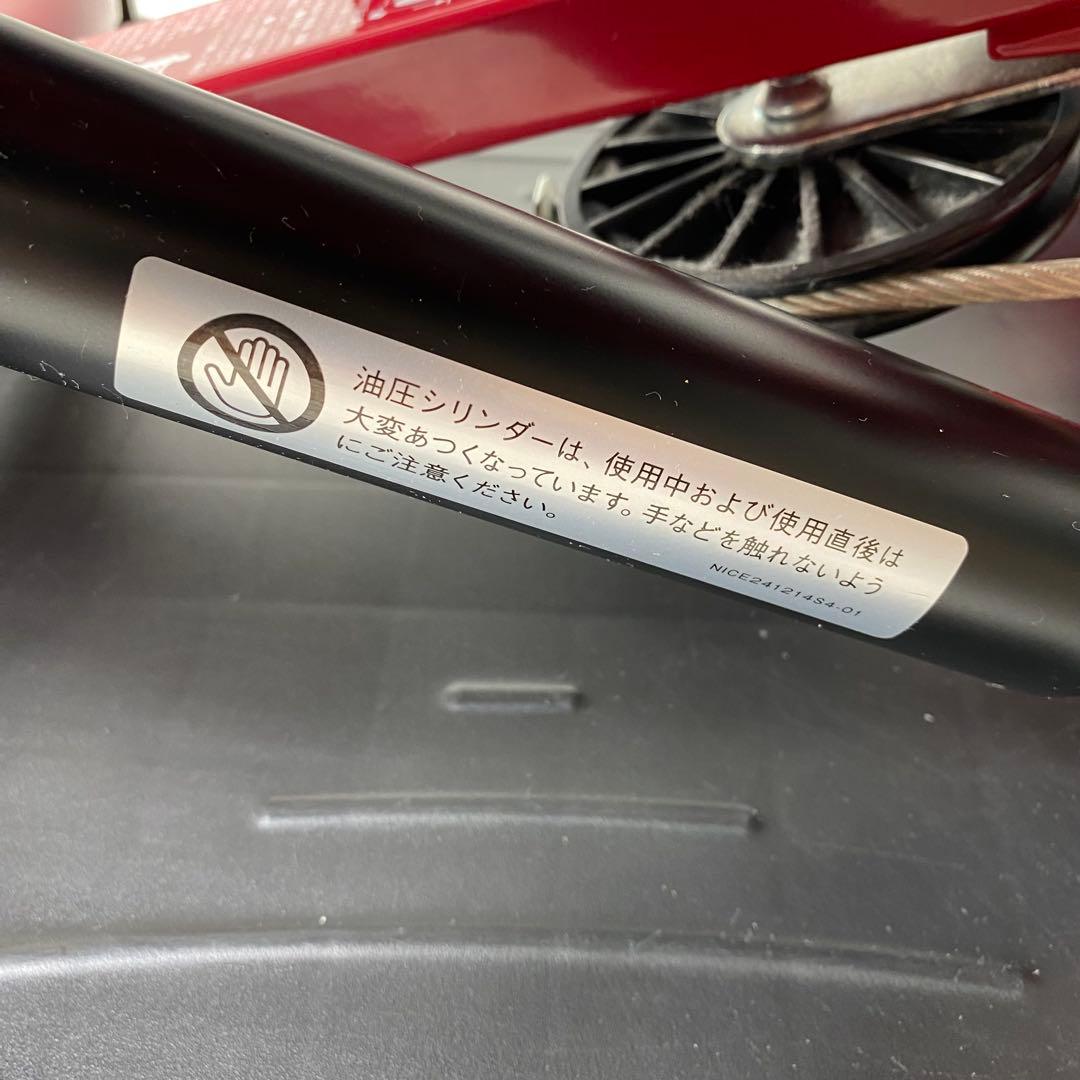 油圧シリンダーは、使用中および使用直後は
大変あつくなっています。手などを触れないよう
にご注意ください。
NICE241214S4-01